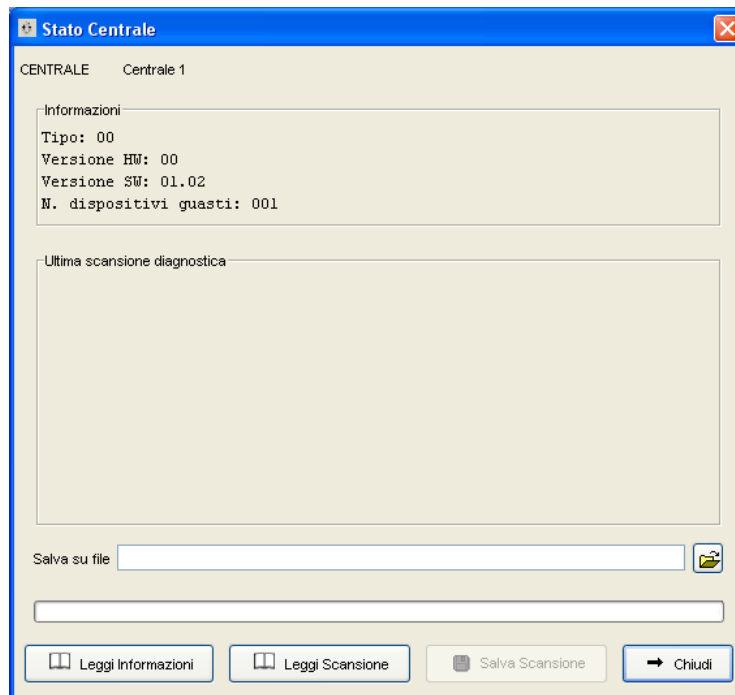 Stato Centrale
CENTRALE Centrale 1
Informazioni
Tipo: 00
Versione HW: 00
Versione SW: 01.02
N. dispositivi guasti: 001
Ultima scansione diagnostica
Salva su file
Leggi Informazioni Leggi Scansione Salva Scansione Chiudi